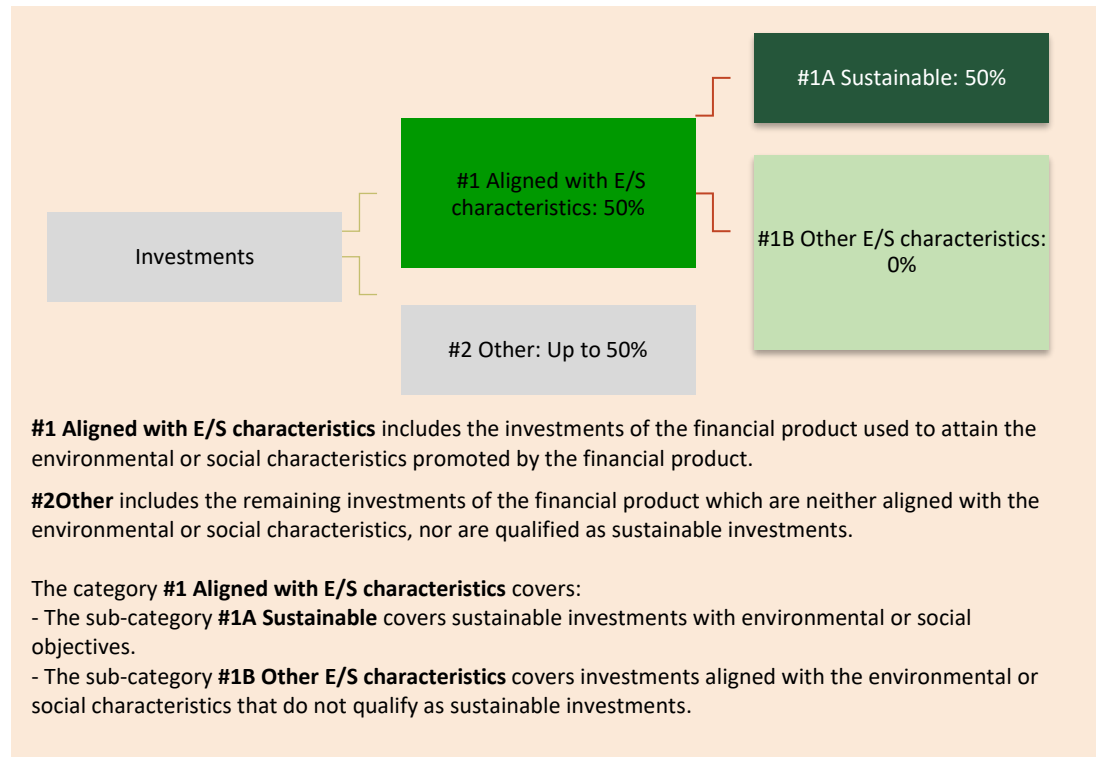 #1A Sustainable: 50%
#1 Aligned with E/S
characteristics: 50%
#1B Other E/S characteristics:
0%
Investments
#2 Other: Up to 50%
#1 Aligned with E/S characteristics includes the investments of the financial product used to attain the
environmental or social characteristics promoted by the financial product.
#2Other includes the remaining investments of the financial product which are neither aligned with the
environmental or social characteristics, nor are qualified as sustainable investments.
The category #1 Aligned with E/S characteristics covers:
- The sub-category #1A Sustainable covers sustainable investments with environmental or social
objectives.
- The sub-category #1B Other E/S characteristics covers investments aligned with the environmental or
social characteristics that do not qualify as sustainable investments.